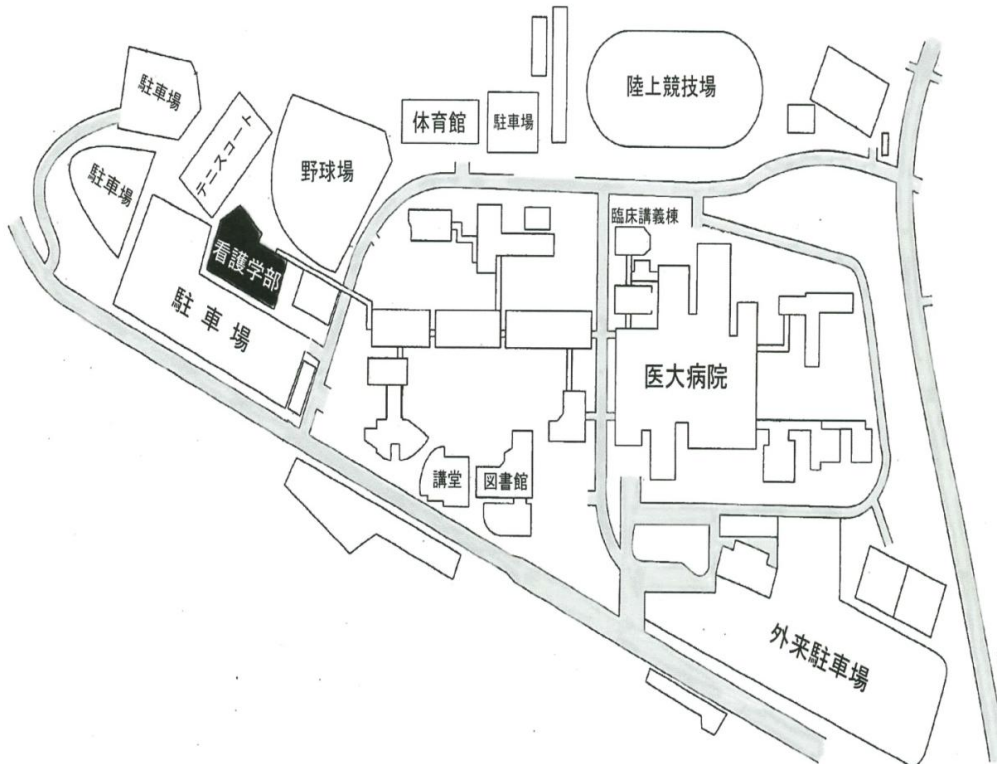 駐車場
テニスコート
駐車場
野球場
体育館
駐車場
陸上競技場
臨床講義棟
看護学部
駐車場
医大病院
講堂
図書館
外来駐車場